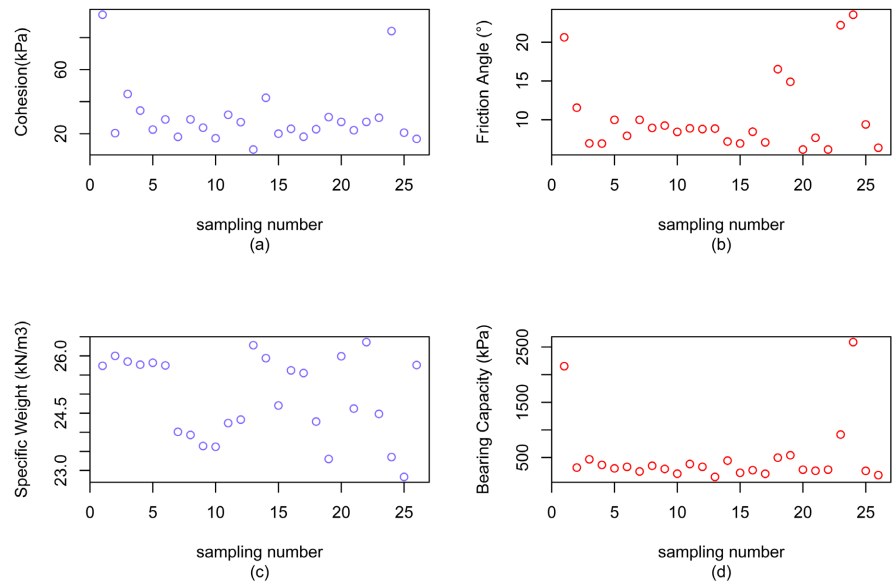 Cohesion(kPa)
60
20
0 5 10 15 20 25
sampling number
(a)
Friction Angle (°)
20
15
10
0 5 10 15 20 25
sampling number
(b)
Specific Weight (kN/m3)
26.0
24.5
23.0
0 5 10 15 20 25
sampling number
(c)
Bearing Capacity (kPa)
2500
1500
500
0 5 10 15 20 25
sampling number
(d)